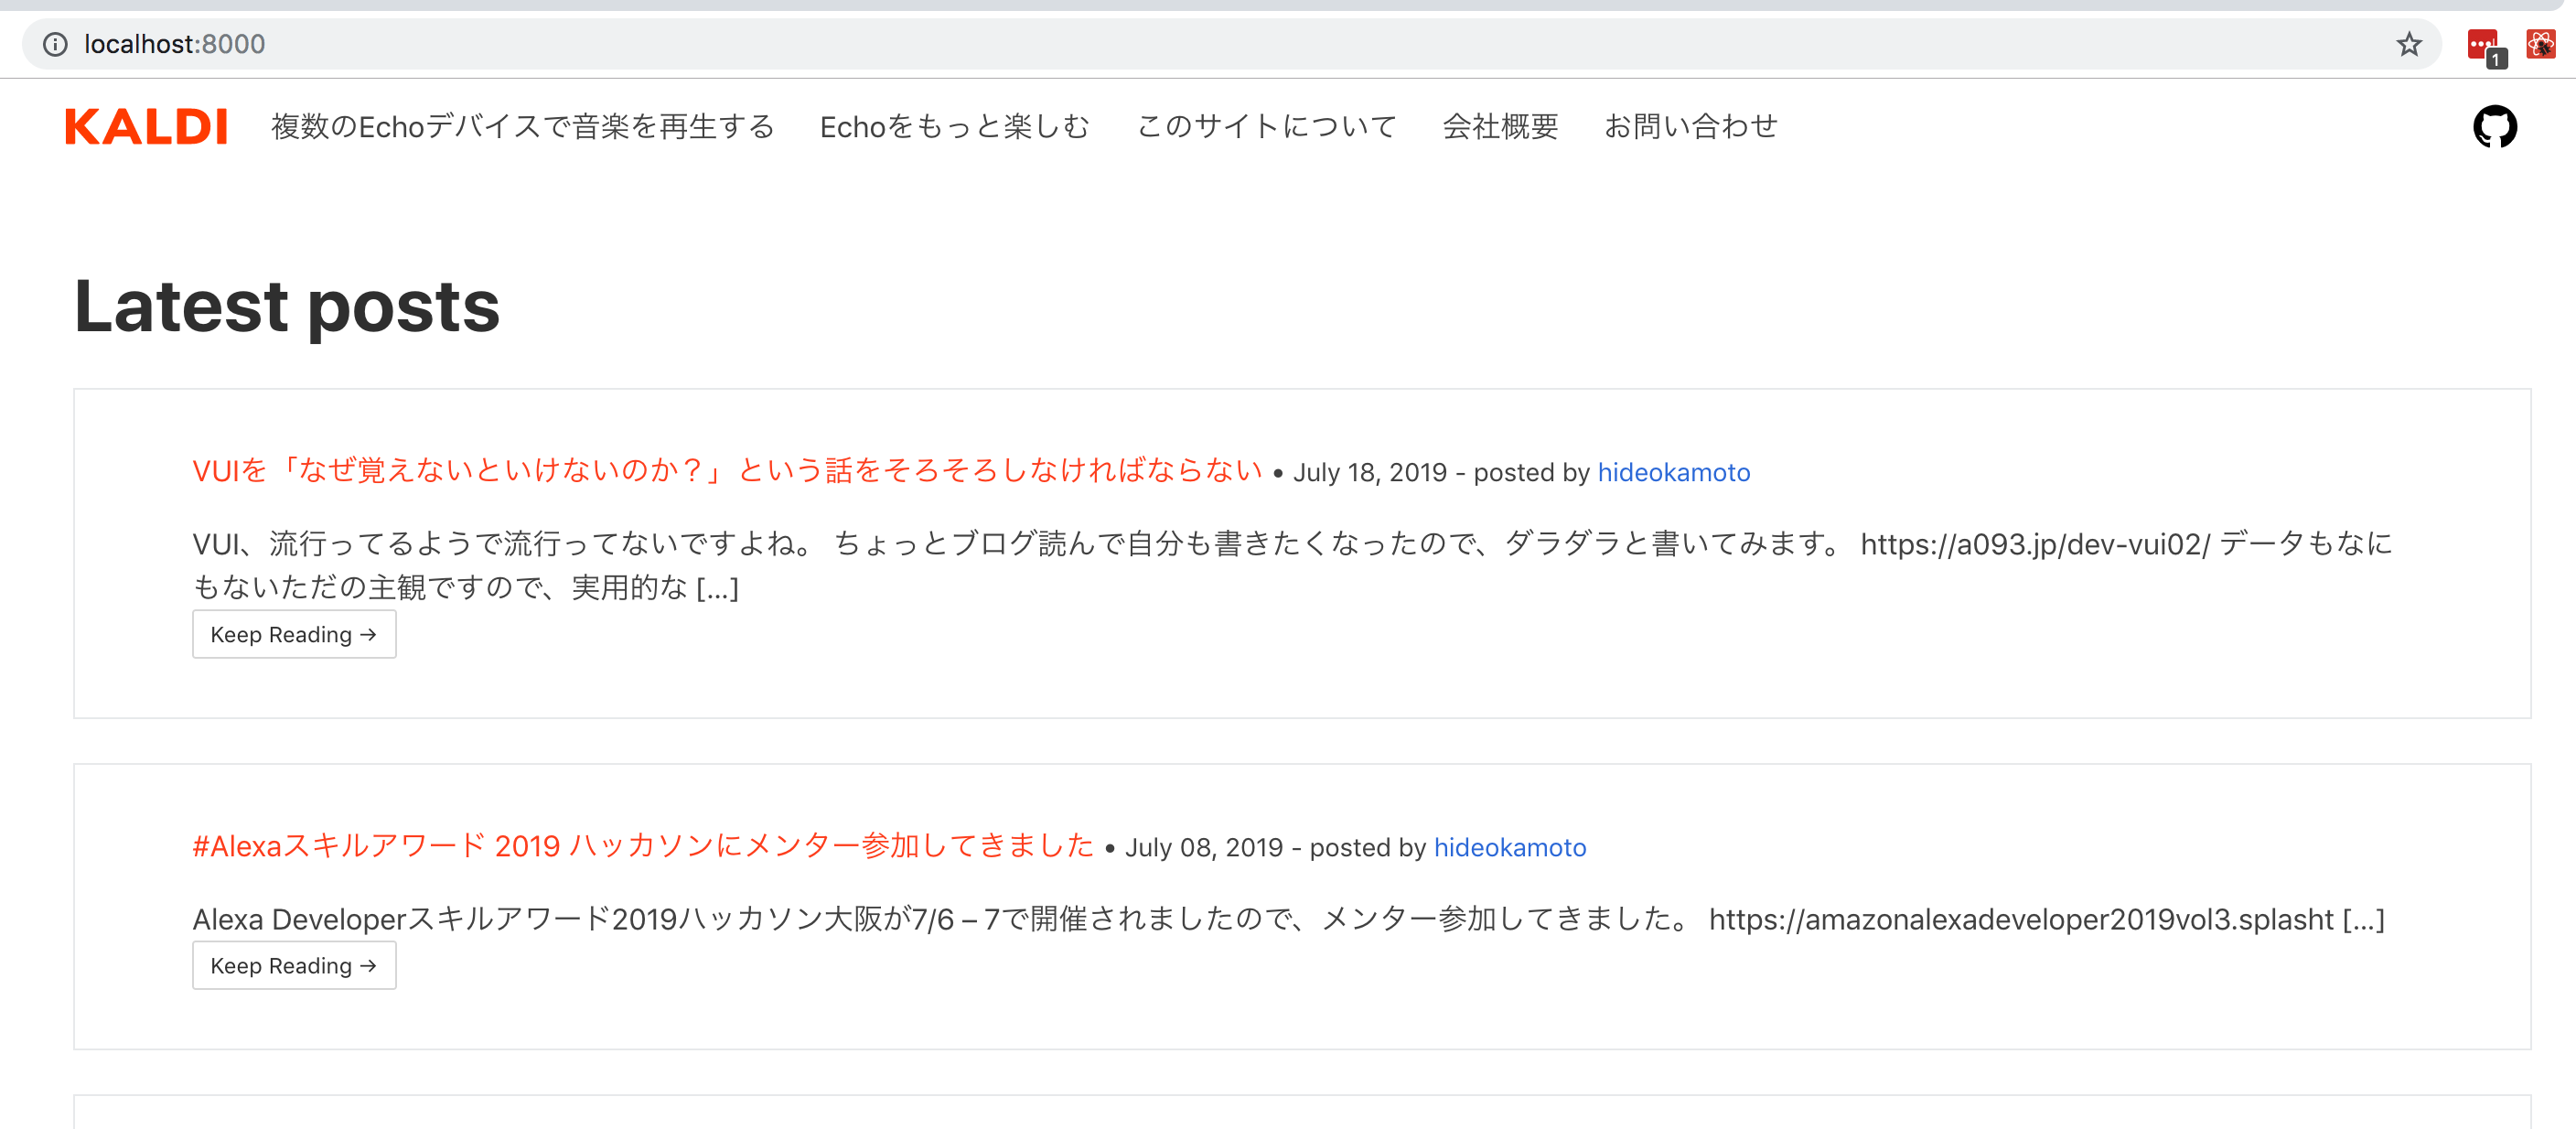 localhost:8000
1
KALDI 複数のEchoデバイスで音楽を再生する Echoをもっと楽しむ このサイトについて 会社概要 お問い合わせ
Latest posts
VUIを「なぜ覚えないといけないのか？」という話をそろそろしなければならない • July 18, 2019 - posted by hideokamoto
VUI、流行ってるようで流行ってないですよね。 ちょっとブログ読んで自分も書きたくなったので、ダラダラと書いてみます。 https://a093.jp/dev-vui02/ データもなに
もないただの主観ですので、実用的な [...]
Keep Reading →
#Alexaスキルアワード 2019 ハッカソンにメンター参加してきました • July 08, 2019 - posted by hideokamoto
Alexa Developerスキルアワード2019ハッカソン大阪が7/6 – 7で開催されましたので、メンター参加してきました。 https://amazonalexadeveloper2019vol3.splasht [...]
Keep Reading →